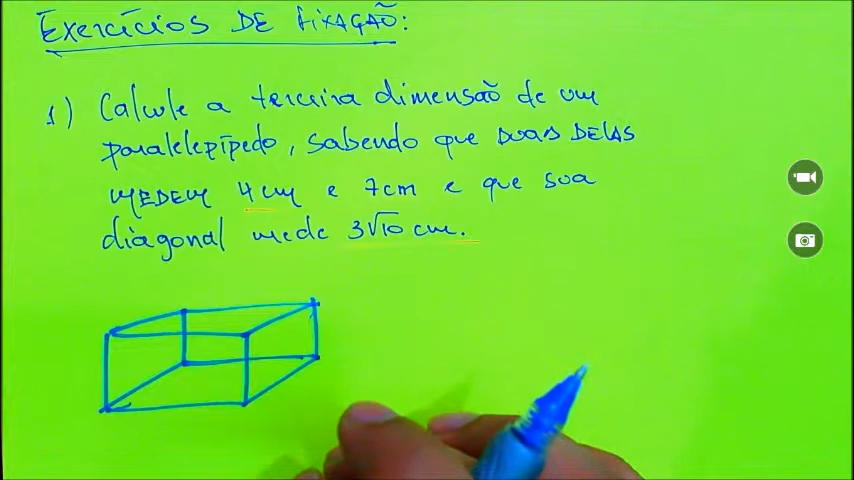 EXERCÍCIOS DE FIXAÇÃO:
1) Calcule a terceira dimensão de um
paralelepípedo, sabendo que DUAS DELAS
MEDEM 4cm e 7cm e que sua
diagonal mede 3√10 cm.